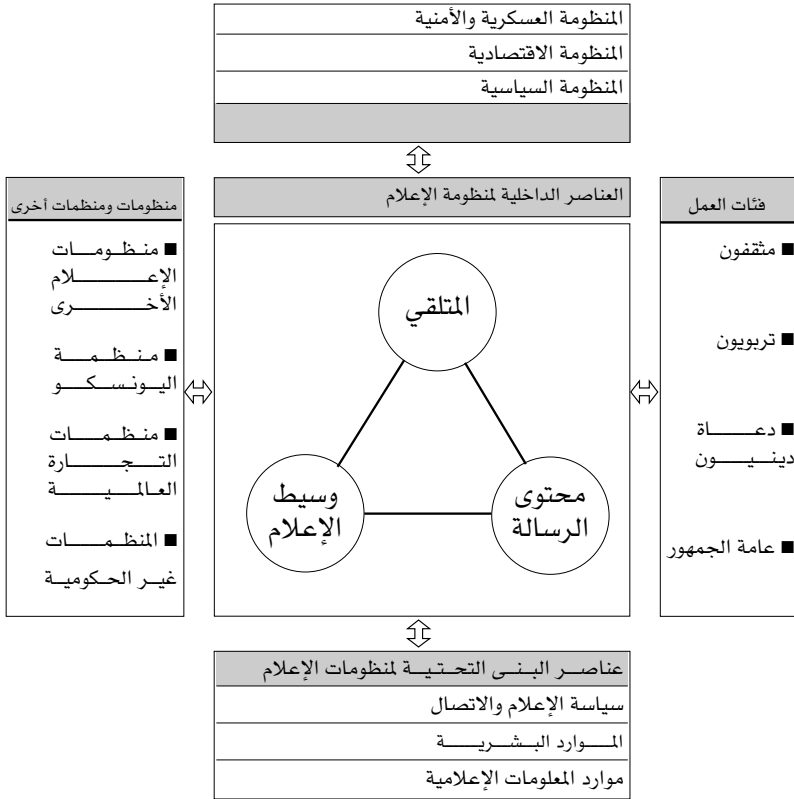 المنظومة العسكرية والأمنية
المنظومة الاقتصادية
المنظومة السياسية
العناصر الداخلية لمنظومة الإعلام
فئات العمل
■ مثقفون
■ تربويون
■ دعاة
دينيون
■ عامة الجمهور
المتلقي
محتوى
الرسالة
وسيط
الإعلام
منظومات ومنظمات أخرى
■ منظومات
الإعلام
الأخرى
■ منظمة
اليونسكو
■ منظمات
التجارة
العالمية
■ المنظمات
غير الحكومية
عناصر البنى التحتية لمنظومات الإعلام
سياسة الإعلام والاتصال
الموارد البشرية
موارد المعلومات الإعلامية